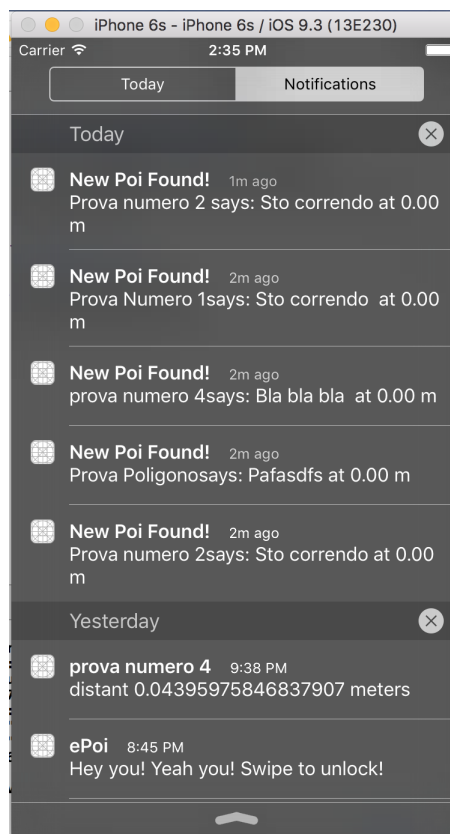 iPhone 6s - iPhone 6s / iOS 9.3 (13E230)
Carrier 2:35 PM
Today Notifications
Today
New Poi Found! 1m ago
Prova numero 2 says: Sto correndo at 0.00
m
New Poi Found! 2m ago
Prova Numero 1says: Sto correndo  at 0.00
m
New Poi Found! 2m ago
prova numero 4says: Bla bla bla  at 0.00 m
New Poi Found! 2m ago
Prova Poligonosays: Pafasdfs at 0.00 m
New Poi Found! 2m ago
Prova numero 2says: Sto correndo at 0.00
m
Yesterday
prova numero 4 9:38 PM
distant 0.04395975846837907 meters
ePoi 8:45 PM
Hey you! Yeah you! Swipe to unlock!